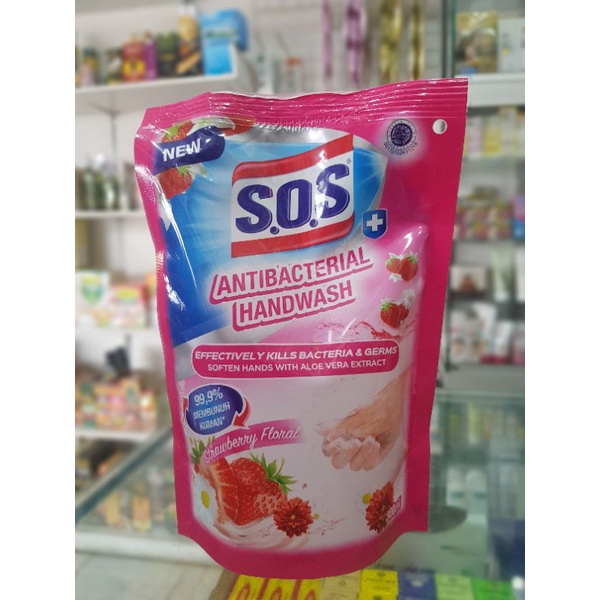 NEW
S.O.S
ANTIBACTERIAL
HANDWASH
EFFECTIVELY KILLS BACTERIA & GERMS
SOFTEN HANDS WITH ALOE VERA EXTRACT
99,9%
MEMBUNUH
KUMAN*
Strawberry Floral